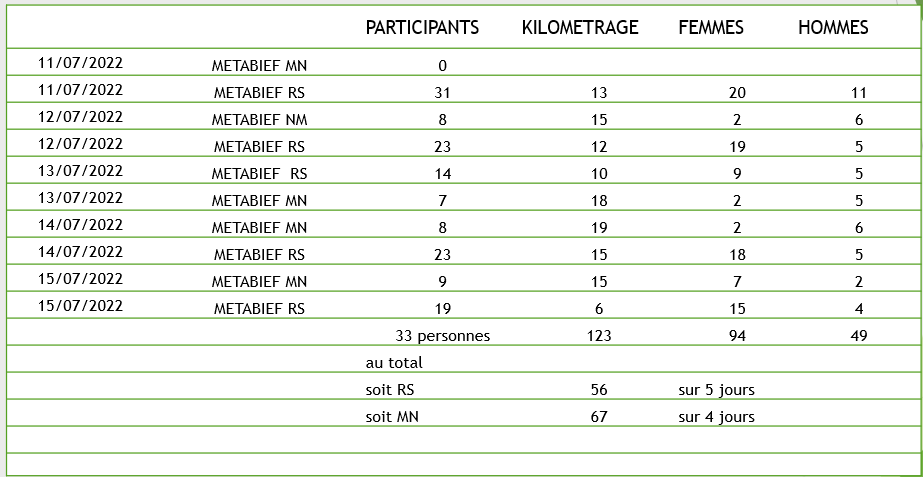 PARTICIPANTS KILOMETRAGE FEMMES HOMMES
11/07/2022 METABIEF MN 0
11/07/2022 METABIEF RS 31 13 20 11
12/07/2022 METABIEF NM 8 15 2 6
12/07/2022 METABIEF RS 23 12 19 5
13/07/2022 METABIEF RS 14 10 9 5
13/07/2022 METABIEF MN 7 18 2 5
14/07/2022 METABIEF MN 8 19 2 6
14/07/2022 METABIEF RS 23 15 18 5
15/07/2022 METABIEF MN 9 15 7 2
15/07/2022 METABIEF RS 19 6 15 4
33 personnes 123 94 49
au total
soit RS 56 sur 5 jours
soit MN 67 sur 4 jours